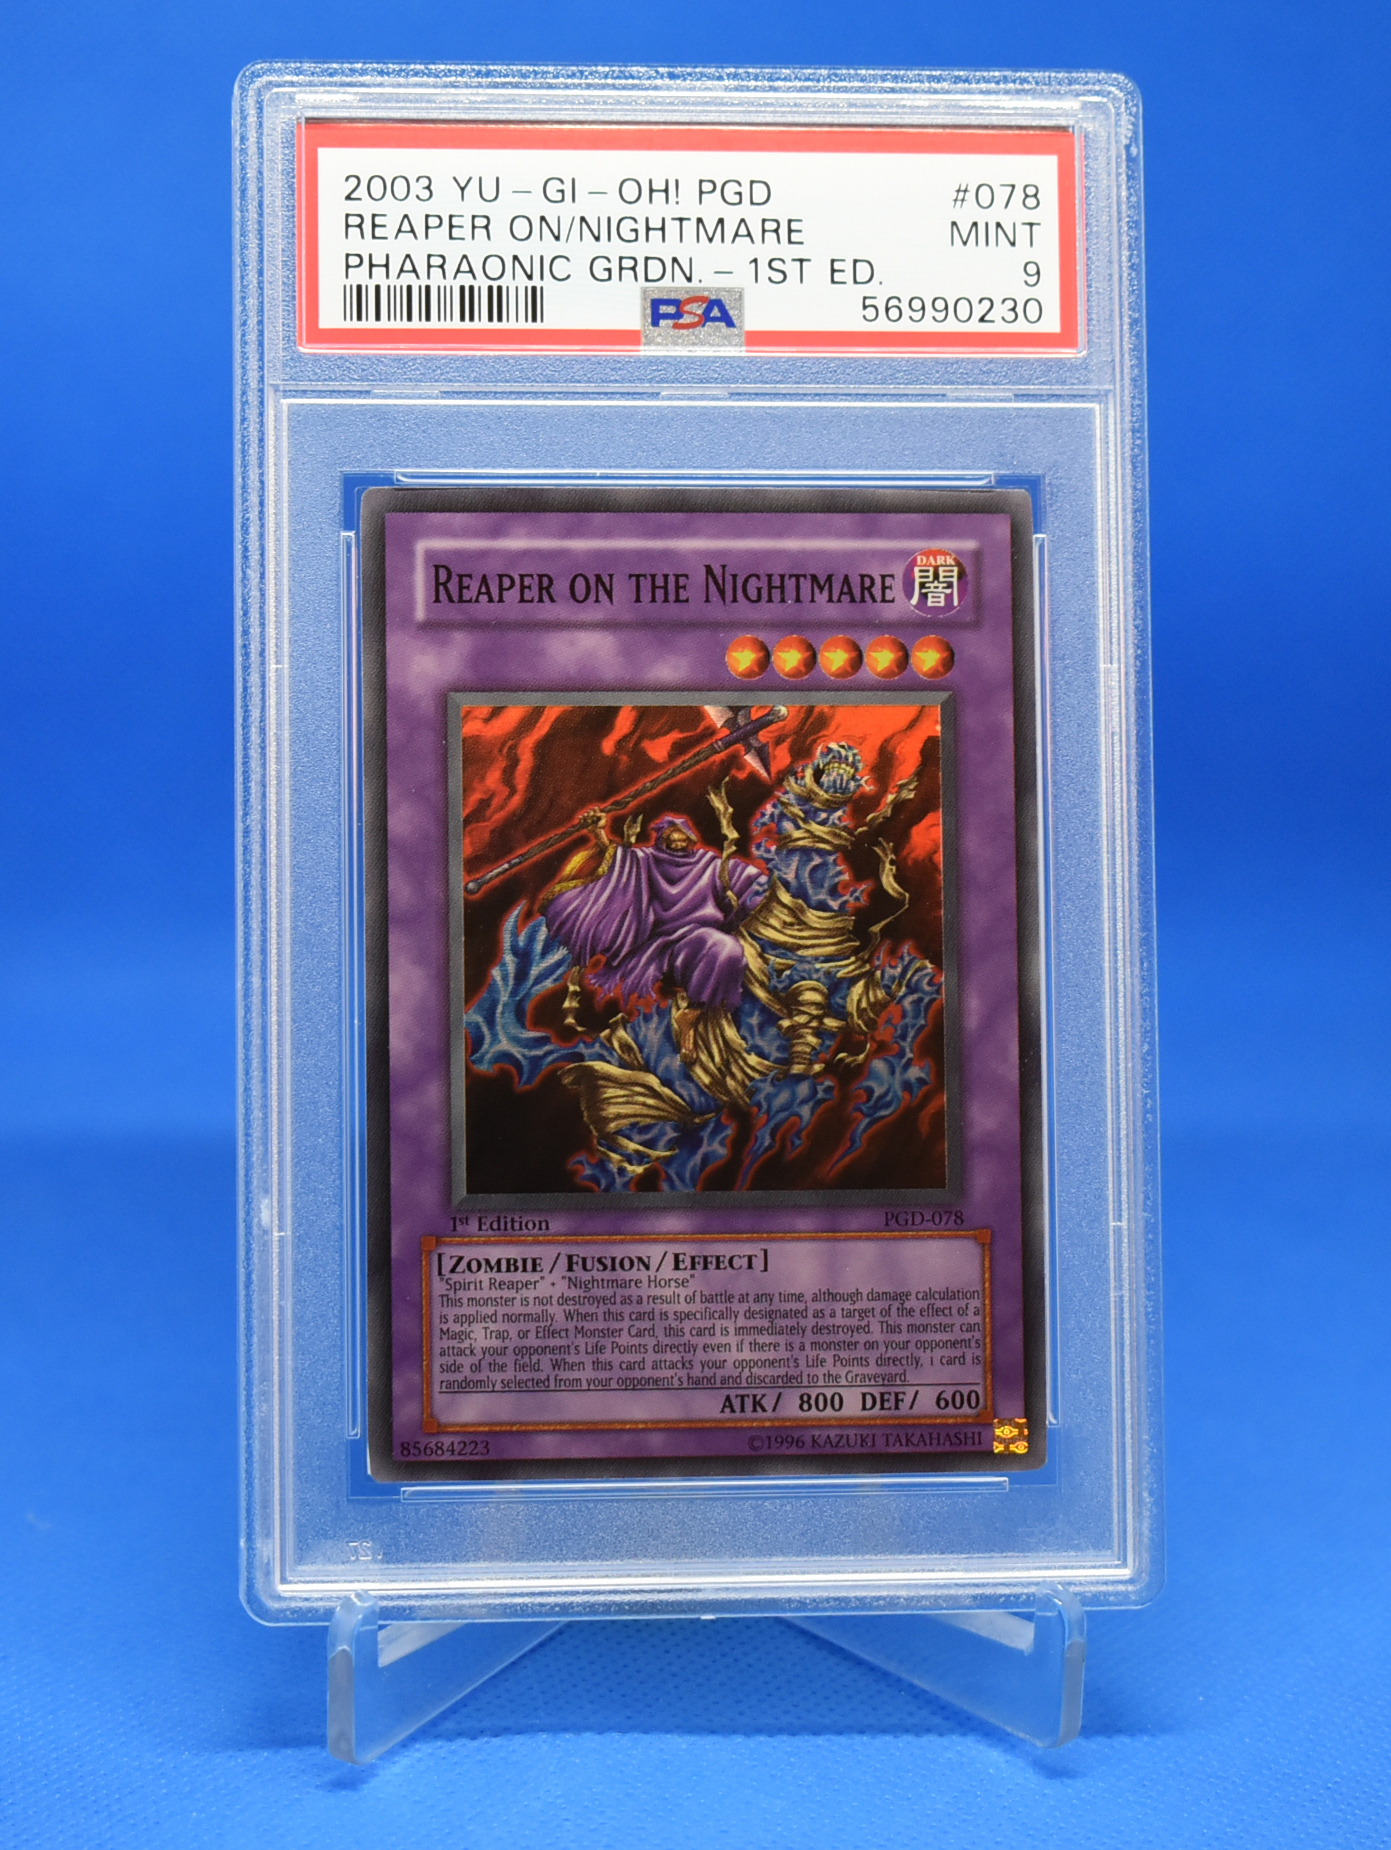 2003 YU-GI-OH! PGD #078
REAPER ON/NIGHTMARE MINT
PHARAONIC GRDN.-1ST ED. 9
PSA 56990230
REAPER ON THE NIGHTMARE
DARK
闇
1st Edition PGD-078
[ZOMBIE/FUSION/EFFECT]
"Spirit Reaper" + "Nightmare Horse"
This monster is not destroyed as a result of battle at any time, although damage calculation
is applied normally. When this card is specifically designated as a target of the effect of a
Magic, Trap, or Effect Monster Card, this card is immediately destroyed. This monster can
attack your opponent's Life Points directly even if there is a monster on your opponent's
side of the field. When this card attacks your opponent's Life Points directly, 1 card is
randomly selected from your opponent's hand and discarded to the Graveyard.
ATK/ 800 DEF/ 600
85684223 ©1996 KAZUKI TAKAHASHI